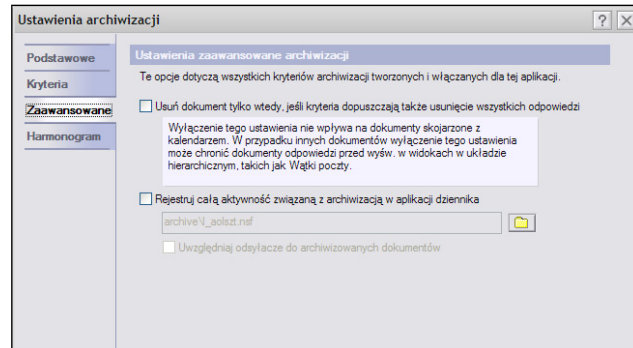 Ustawienia archiwizacji
Podstawowe
Kryteria
Zaawansowane
Harmonogram
Ustawienia zaawansowane archiwizacji
Te opcje dotyczą wszystkich kryteriów archiwizacji tworzonych i włączanych dla tej aplikacji.
Usuń dokument tylko wtedy, jeśli kryteria dopuszczają także usunięcie wszystkich odpowiedzi
Wyłączenie tego ustawienia nie wpływa na dokumenty skojarzone z
kalendarzem. W przypadku innych dokumentów wyłączenie tego ustawienia
może chronić dokumenty odpowiedzi przed wyśw. w widokach w układzie
hierarchicznym, takich jak Wątki poczty.
Rejestruj całą aktywność związaną z archiwizacją w aplikacji dziennika
archive\l_aolszt.nsf
Uwzględniaj odsyłacze do archiwizowanych dokumentów